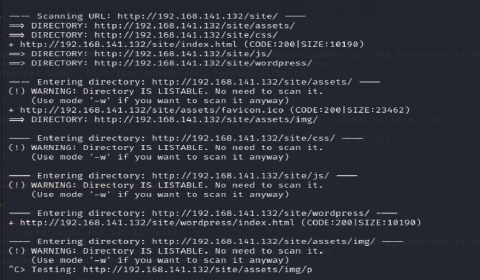 ---- Scanning URL: http://192.168.141.132/site/ ----
==> DIRECTORY: http://192.168.141.132/site/assets/
==> DIRECTORY: http://192.168.141.132/site/css/
+ http://192.168.141.132/site/index.html (CODE:200|SIZE:10190)
==> DIRECTORY: http://192.168.141.132/site/js/
==> DIRECTORY: http://192.168.141.132/site/wordpress/
---- Entering directory: http://192.168.141.132/site/assets/ ----
(!) WARNING: Directory IS LISTABLE. No need to scan it.
(Use mode '-w' if you want to scan it anyway)
+ http://192.168.141.132/site/assets/favicon.ico (CODE:200|SIZE:23462)
==> DIRECTORY: http://192.168.141.132/site/assets/img/
---- Entering directory: http://192.168.141.132/site/css/ ----
(!) WARNING: Directory IS LISTABLE. No need to scan it.
(Use mode '-w' if you want to scan it anyway)
---- Entering directory: http://192.168.141.132/site/js/ ----
(!) WARNING: Directory IS LISTABLE. No need to scan it.
(Use mode '-w' if you want to scan it anyway)
---- Entering directory: http://192.168.141.132/site/wordpress/ ----
+ http://192.168.141.132/site/wordpress/index.html (CODE:200|SIZE:10190)
---- Entering directory: http://192.168.141.132/site/assets/img/ ----
(!) WARNING: Directory IS LISTABLE. No need to scan it.
(Use mode '-w' if you want to scan it anyway)
^C> Testing: http://192.168.141.132/site/assets/img/p